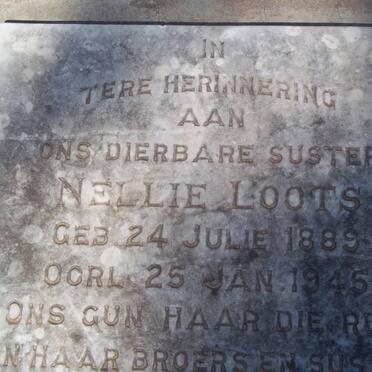 IN
TERE HERINNERING
AAN
ONS DIERBARE SUSTER
NELLIE LOOTS
GEB 24 JULIE 1889
OORL 25 JAN 1945
ONS GUN HAAR DIE
HAAR BROERS EN